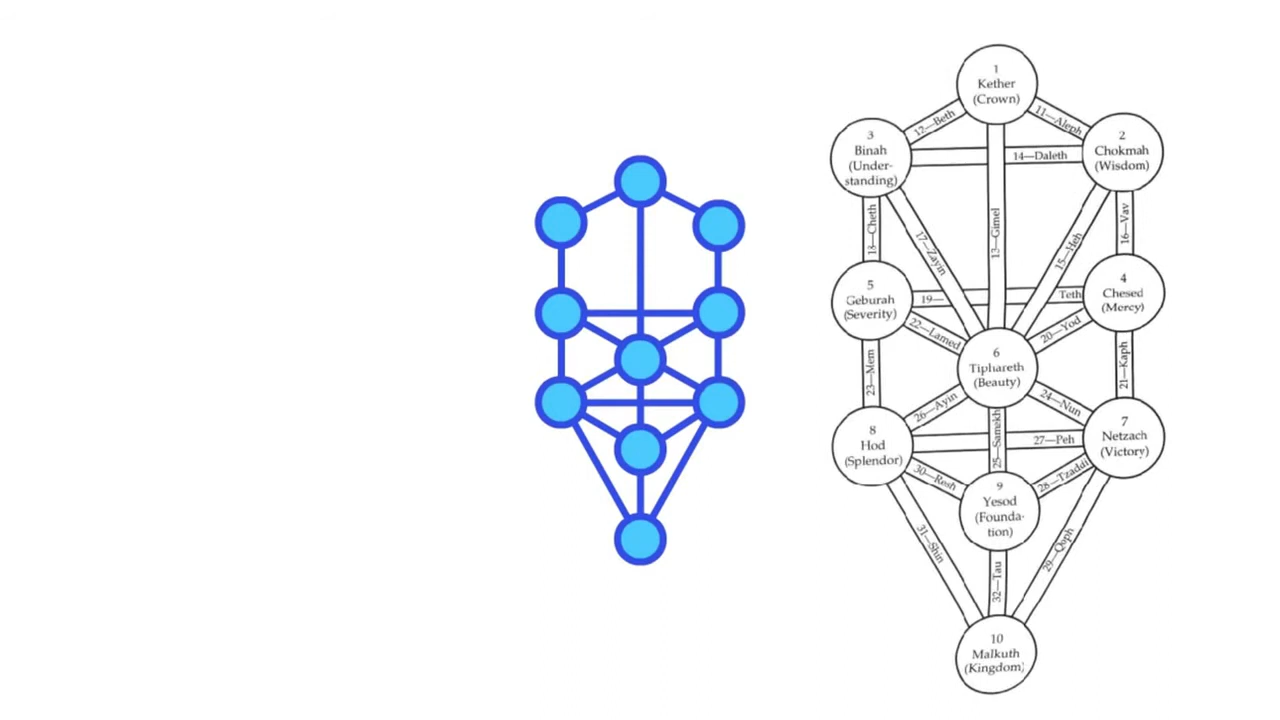 1
Kether
(Crown)
12—Beth
11—Aleph
3
Binah
(Under-
standing)
2
Chokmah
(Wisdom)
14—Daleth
18—Cheth
17—Zayin
13—Gimel
15—Heh
16—Vav
5
Geburah
(Severity)
19—
Teth
4
Chesed
(Mercy)
22—Lamed
20—Yod
6
Tiphareth
(Beauty)
23—Mem
21—Kaph
26—Ayin
24—Nun
8
Hod
(Splendor)
25—Samekh
27—Peh
7
Netzach
(Victory)
30—Resh
28—Tzaddi
9
Yesod
(Founda-
tion)
31—Shin
32—Tau
29—Qoph
10
Malkuth
(Kingdom)